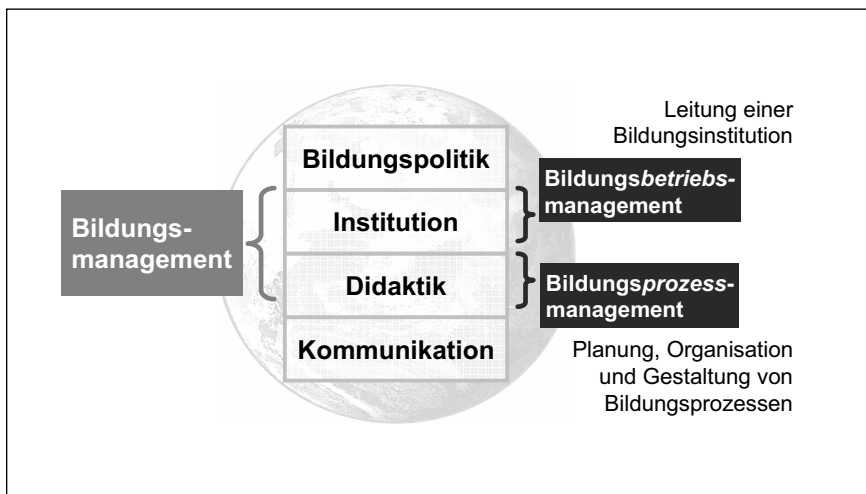 Leitung einer
Bildungsinstitution
Bildungspolitik
Bildungsbetriebs-
management
Bildungs-
management
Institution
Didaktik
Bildungsprozess-
management
Kommunikation
Planung, Organisation
und Gestaltung von
Bildungsprozessen